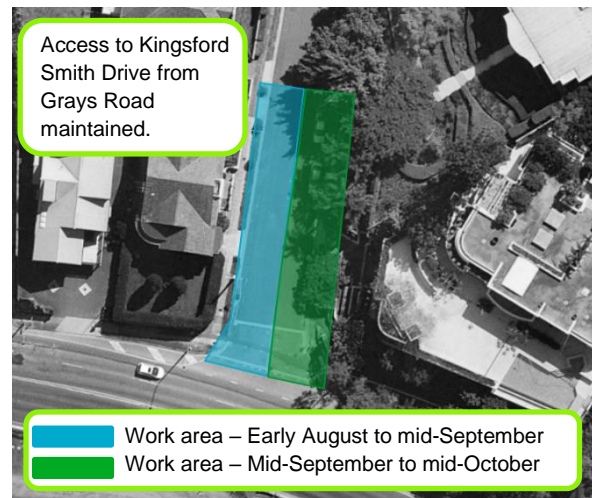 Access to Kingsford
Smith Drive from
Grays Road
maintained.
Work area – Early August to mid-September
Work area – Mid-September to mid-October